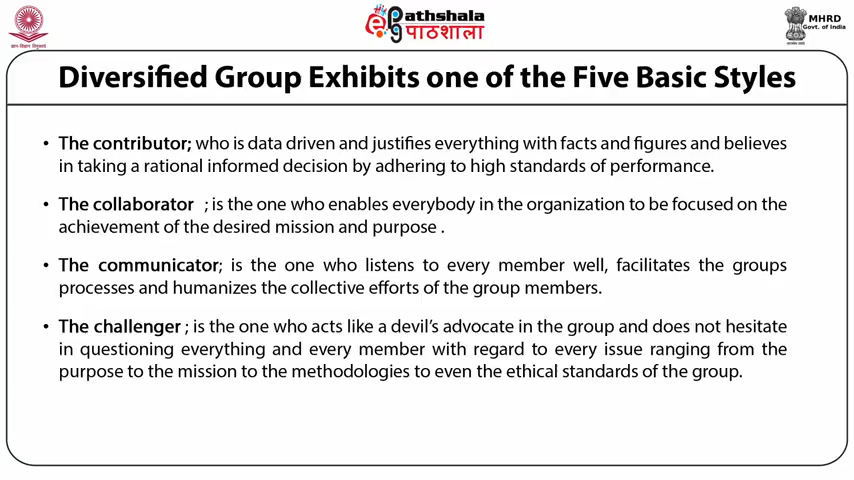 Pathshala
पाठशाला
MHRD
Govt. of India
Diversified Group Exhibits one of the Five Basic Styles
• The contributor; who is data driven and justifies everything with facts and figures and believes
in taking a rational informed decision by adhering to high standards of performance.
• The collaborator ; is the one who enables everybody in the organization to be focused on the
achievement of the desired mission and purpose .
• The communicator; is the one who listens to every member well, facilitates the groups
processes and humanizes the collective efforts of the group members.
• The challenger ; is the one who acts like a devil's advocate in the group and does not hesitate
in questioning everything and every member with regard to every issue ranging from the
purpose to the mission to the methodologies to even the ethical standards of the group.